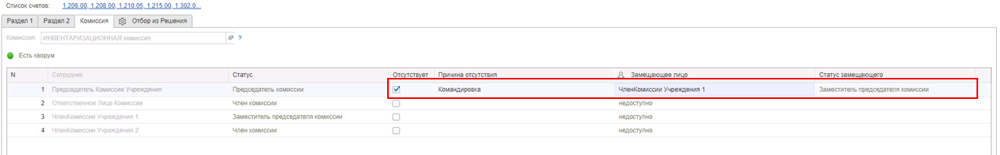 Список счетов: 1.206.00, 1.208.00, 1.210.05, 1.215.00, 1.302.0...
Раздел 1 Раздел 2 Комиссия Отбор из Решения
Комиссия: ИНВЕНТАРИЗАЦИОННАЯ комиссия ?
Есть кворум
N Сотрудник Статус Отсутствует Причина отсутствия Замещающее лицо Статус замещающего
1 Председатель Комиссии Учреждения Председатель комиссии Командировка ЧленКомиссии Учреждения 1 Заместитель председателя комиссии
2 Ответственное Лицо Комиссии Член комиссии недоступно
3 ЧленКомиссии Учреждения 1 Заместитель председателя комиссии недоступно
4 ЧленКомиссии Учреждения 2 Член комиссии недоступно